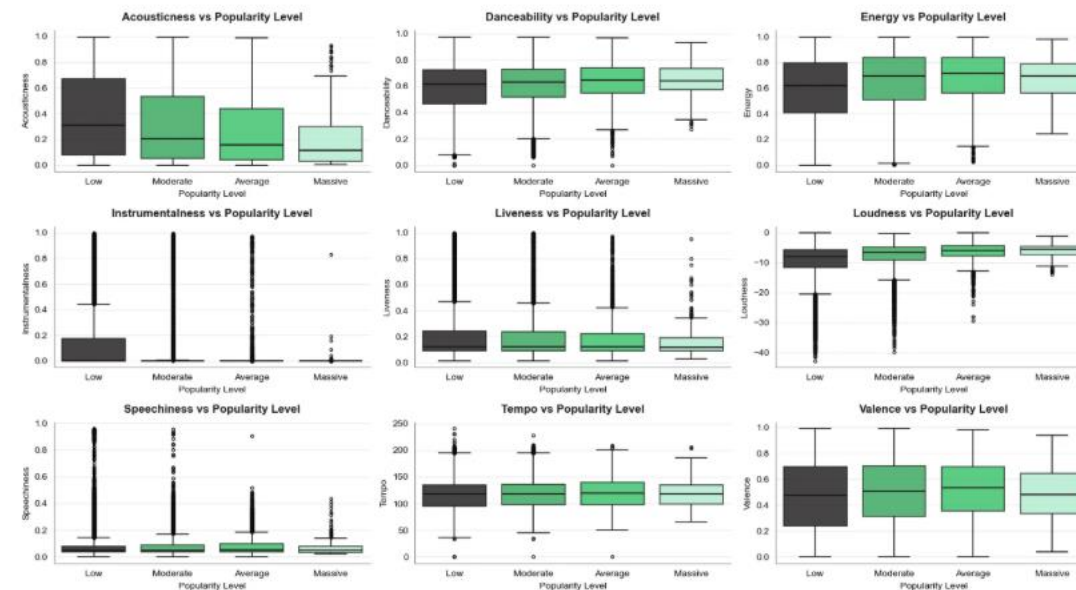 Acousticness vs Popularity Level
Danceability vs Popularity Level
Energy vs Popularity Level
Acousticness
1.0
0.8
0.6
0.4
0.2
0.0
Low Moderate Average Massive
Popularity Level
Danceability
1.0
0.8
0.6
0.4
0.2
0.0
Low Moderate Average Massive
Popularity Level
Energy
1.0
0.8
0.6
0.4
0.2
0.0
Low Moderate Average Massive
Popularity Level
Instrumentalness vs Popularity Level
Liveness vs Popularity Level
Loudness vs Popularity Level
Instrumentalness
1.0
0.8
0.6
0.4
0.2
0.0
Low Moderate Average Massive
Popularity Level
Liveness
1.0
0.8
0.6
0.4
0.2
0.0
Low Moderate Average Massive
Popularity Level
Loudness
0
−10
−20
−30
−40
Low Moderate Average Massive
Popularity Level
Speechiness vs Popularity Level
Tempo vs Popularity Level
Valence vs Popularity Level
Speechiness
1.0
0.8
0.6
0.4
0.2
0.0
Low Moderate Average Massive
Popularity Level
Tempo
250
200
150
100
50
0
Low Moderate Average Massive
Popularity Level
Valence
1.0
0.8
0.6
0.4
0.2
0.0
Low Moderate Average Massive
Popularity Level